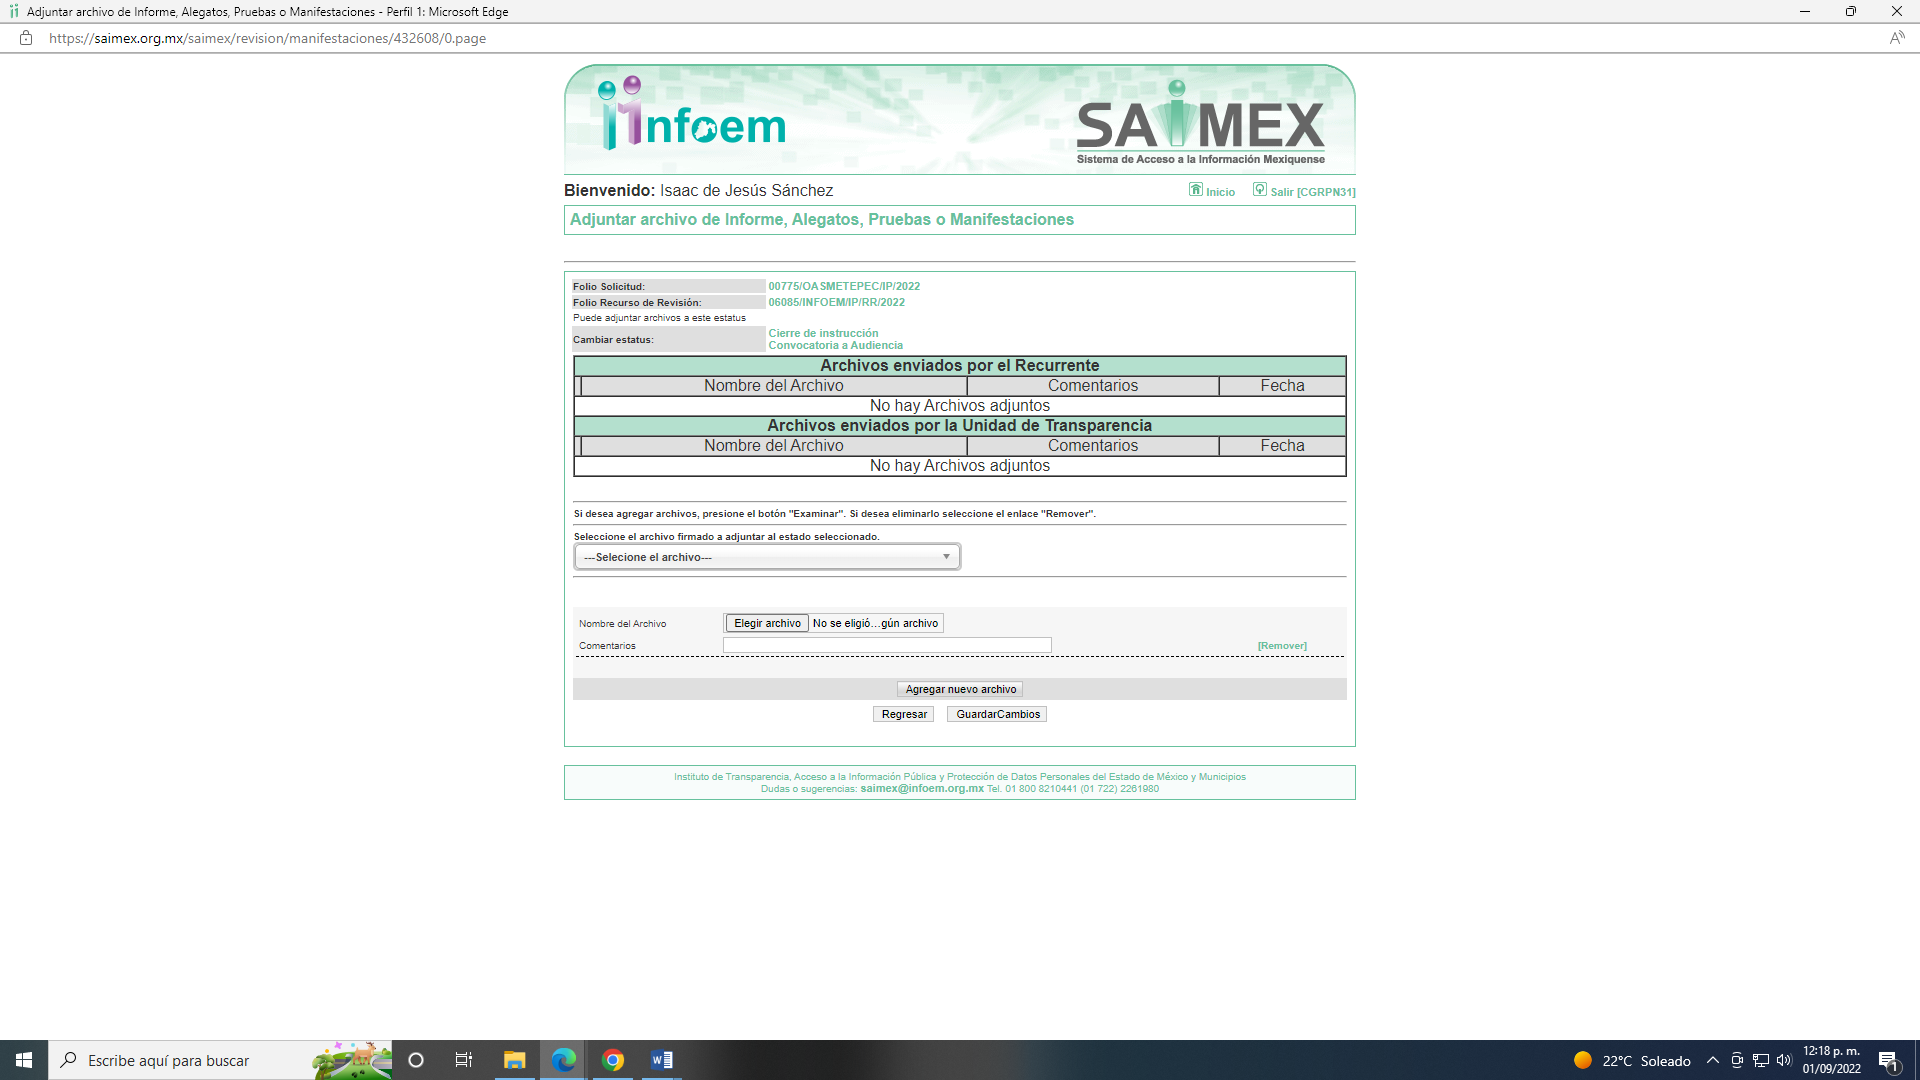 Adjuntar archivo de Informe, Alegatos, Pruebas o Manifestaciones - Perfil 1: Microsoft Edge
https://saimex.org.mx/saimex/revision/manifestaciones/432608/0.page
infoem
SAIMEX
Sistema de Acceso a la Información Mexiquense
Bienvenido: Isaac de Jesús Sánchez
Inicio Salir [CGRPN31]
Adjuntar archivo de Informe, Alegatos, Pruebas o Manifestaciones
Folio Solicitud: 00775/OASMETEPEC/IP/2022
Folio Recurso de Revisión: 06085/INFOEM/IP/RR/2022
Puede adjuntar archivos a este estatus
Cambiar estatus: Cierre de instrucción
Convocatoria a Audiencia
Archivos enviados por el Recurrente
Nombre del Archivo Comentarios Fecha
No hay Archivos adjuntos
Archivos enviados por la Unidad de Transparencia
Nombre del Archivo Comentarios Fecha
No hay Archivos adjuntos
Si desea agregar archivos, presione el botón "Examinar". Si desea eliminarlo seleccione el enlace "Remover".
Seleccione el archivo firmado a adjuntar al estado seleccionado.
---Selecione el archivo---
Nombre del Archivo Elegir archivo No se eligió...gún archivo
Comentarios [Remover]
Agregar nuevo archivo
Regresar GuardarCambios
Instituto de Transparencia, Acceso a la Información Pública y Protección de Datos Personales del Estado de México y Municipios
Dudas o sugerencias: saimex@infoem.org.mx Tel. 01 800 8210441 (01 722) 2261980
Escribe aquí para buscar
22°C Soleado
12:18 p. m.
01/09/2022
1